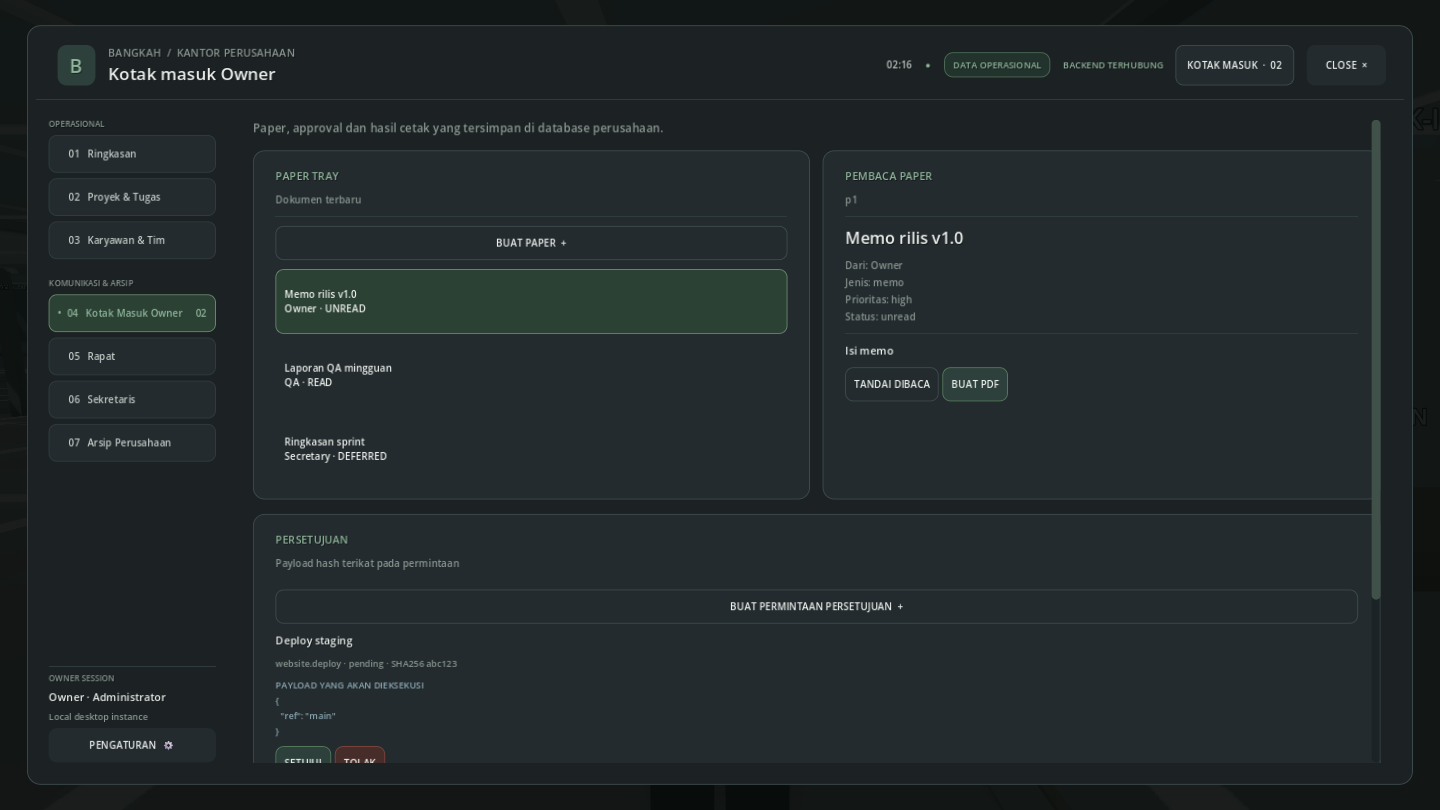 B
BANGKAH / KANTOR PERUSAHAAN
Kotak masuk Owner
02:16 • DATA OPERASIONAL BACKEND TERHUBUNG KOTAK MASUK · 02 CLOSE ×
OPERASIONAL
01 Ringkasan
02 Proyek & Tugas
03 Karyawan & Tim
KOMUNIKASI & ARSIP
• 04 Kotak Masuk Owner 02
05 Rapat
06 Sekretaris
07 Arsip Perusahaan
OWNER SESSION
Owner · Administrator
Local desktop instance
PENGATURAN ⚙
Paper, approval dan hasil cetak yang tersimpan di database perusahaan.
PAPER TRAY
Dokumen terbaru
BUAT PAPER +
Memo rilis v1.0
Owner · UNREAD
Laporan QA mingguan
QA · READ
Ringkasan sprint
Secretary · DEFERRED
PEMBACA PAPER
p1
Memo rilis v1.0
Dari: Owner
Jenis: memo
Prioritas: high
Status: unread
Isi memo
TANDAI DIBACA BUAT PDF
PERSETUJUAN
Payload hash terikat pada permintaan
BUAT PERMINTAAN PERSETUJUAN +
Deploy staging
website.deploy · pending · SHA256 abc123
PAYLOAD YANG AKAN DIEKSEKUSI
{
"ref": "main"
}
SETUJUI TOLAK